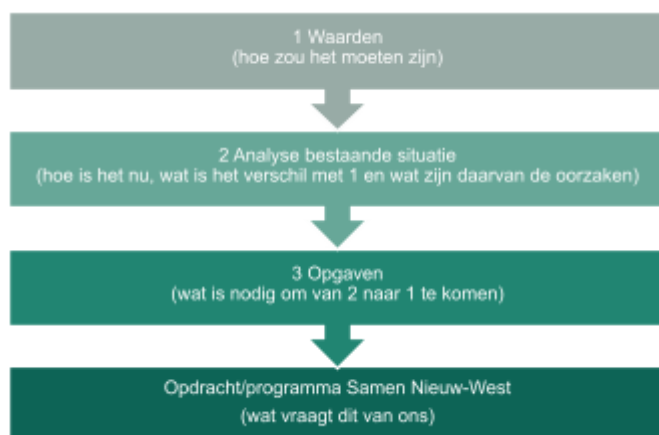 1 Waarden
(hoe zou het moeten zijn)
2 Analyse bestaande situatie
(hoe is het nu, wat is het verschil met 1 en wat zijn daarvan de oorzaken)
3 Opgaven
(wat is nodig om van 2 naar 1 te komen)
Opdracht/programma Samen Nieuw-West
(wat vraagt dit van ons)